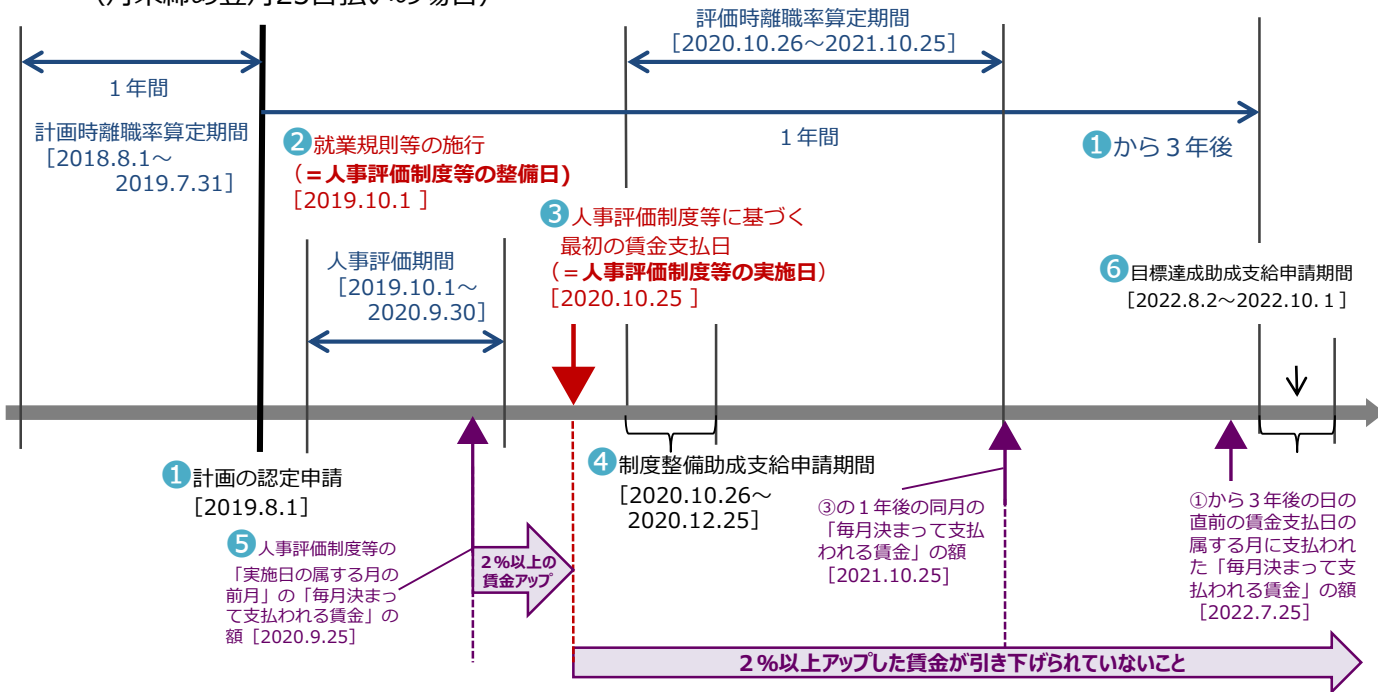 （月末締め翌月25日払いの場合）
評価時離職率算定期間
［2020.10.26～2021.10.25］
１年間
計画時離職率算定期間
［2018.8.1～
2019.7.31］
❷就業規則等の施行
（＝人事評価制度等の整備日)
［2019.10.1 ］
１年間
❶から３年後
❸人事評価制度等に基づく
最初の賃金支払日
（＝人事評価制度等の実施日）
［2020.10.25 ］
人事評価期間
［2019.10.1～
2020.9.30］
❻目標達成助成支給申請期間
［2022.8.2～2022.10. 1 ］
❶計画の認定申請
［2019.8.1］
❹制度整備助成支給申請期間
［2020.10.26～
2020.12.25］
❺人事評価制度等の
「実施日の属する月の
前月」の「毎月決まっ
て支払われる賃金」の
額［2020.9.25］
２%以上の
賃金アップ
③の１年後の同月の
「毎月決まって支払
われる賃金」の額
［2021.10.25］
①から３年後の日の
直前の賃金支払日の
属する月に支払われ
た「毎月決まって支
払われる賃金」の額
［2022.7.25］
２%以上アップした賃金が引き下げられていないこと